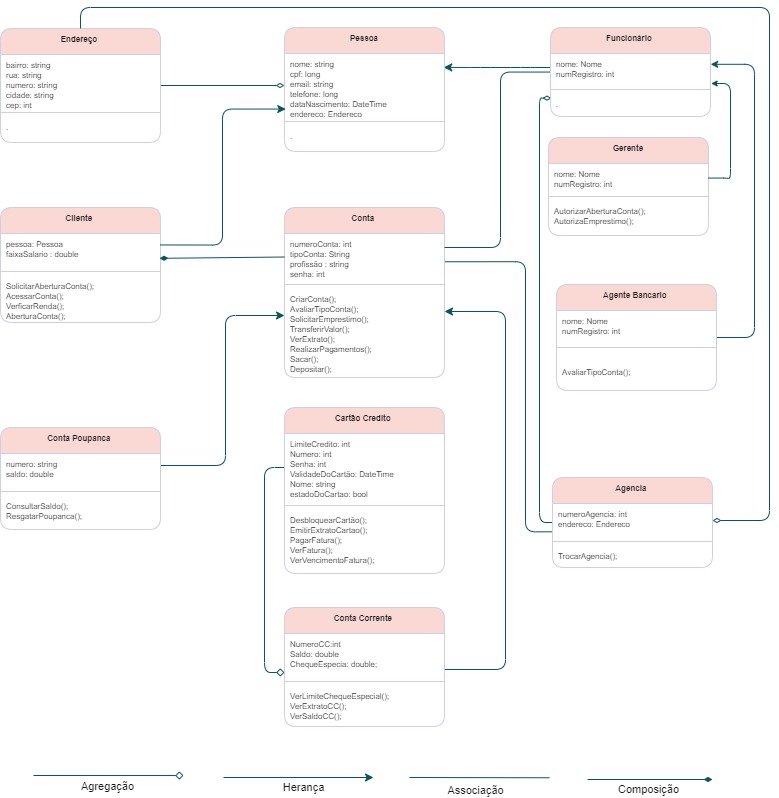 Endereço
bairro: string
rua: string
numero: string
cidade: string
cep: int
.
Pessoa
nome: string
cpf: long
email: string
telefone: long
dataNascimento: DateTime
endereco: Endereco
.
Funcionário
nome: Nome
numRegistro: int
.
Gerente
nome: Nome
numRegistro: int
AutorizarAberturaConta();
AutorizaEmprestimo();
Cliente
pessoa: Pessoa
faixaSalario : double
SolicitarAberturaConta();
AcessarConta();
VerficarRenda();
AberturaConta();
Conta
numeroConta: int
tipoConta: String
profissão : string
senha: int
CriarConta();
AvaliarTipoConta();
SolicitarEmprestimo();
TransferirValor();
VerExtrato();
RealizarPagamentos();
Sacar();
Depositar();
Agente Bancario
nome: Nome
numRegistro: int
AvaliarTipoConta();
Conta Poupanca
numero: string
saldo: double
ConsultarSaldo();
ResgatarPoupanca();
Cartão Credito
LimiteCredito: int
Numero: int
Senha: int
ValidadeDoCartão: DateTime
Nome: string
estadoDoCartao: bool
DesbloquearCartão();
EmitirExtratoCartao();
PagarFatura();
VerFatura();
VerVencimentoFatura();
Agencia
numeroAgencia: int
endereco: Endereco
TrocarAgencia();
Conta Corrente
NumeroCC:int
Saldo: double
ChequeEspecia: double;
VerLimiteChequeEspecial();
VerExtratoCC();
VerSaldoCC();
Agregação
Herança
Associação
Composição